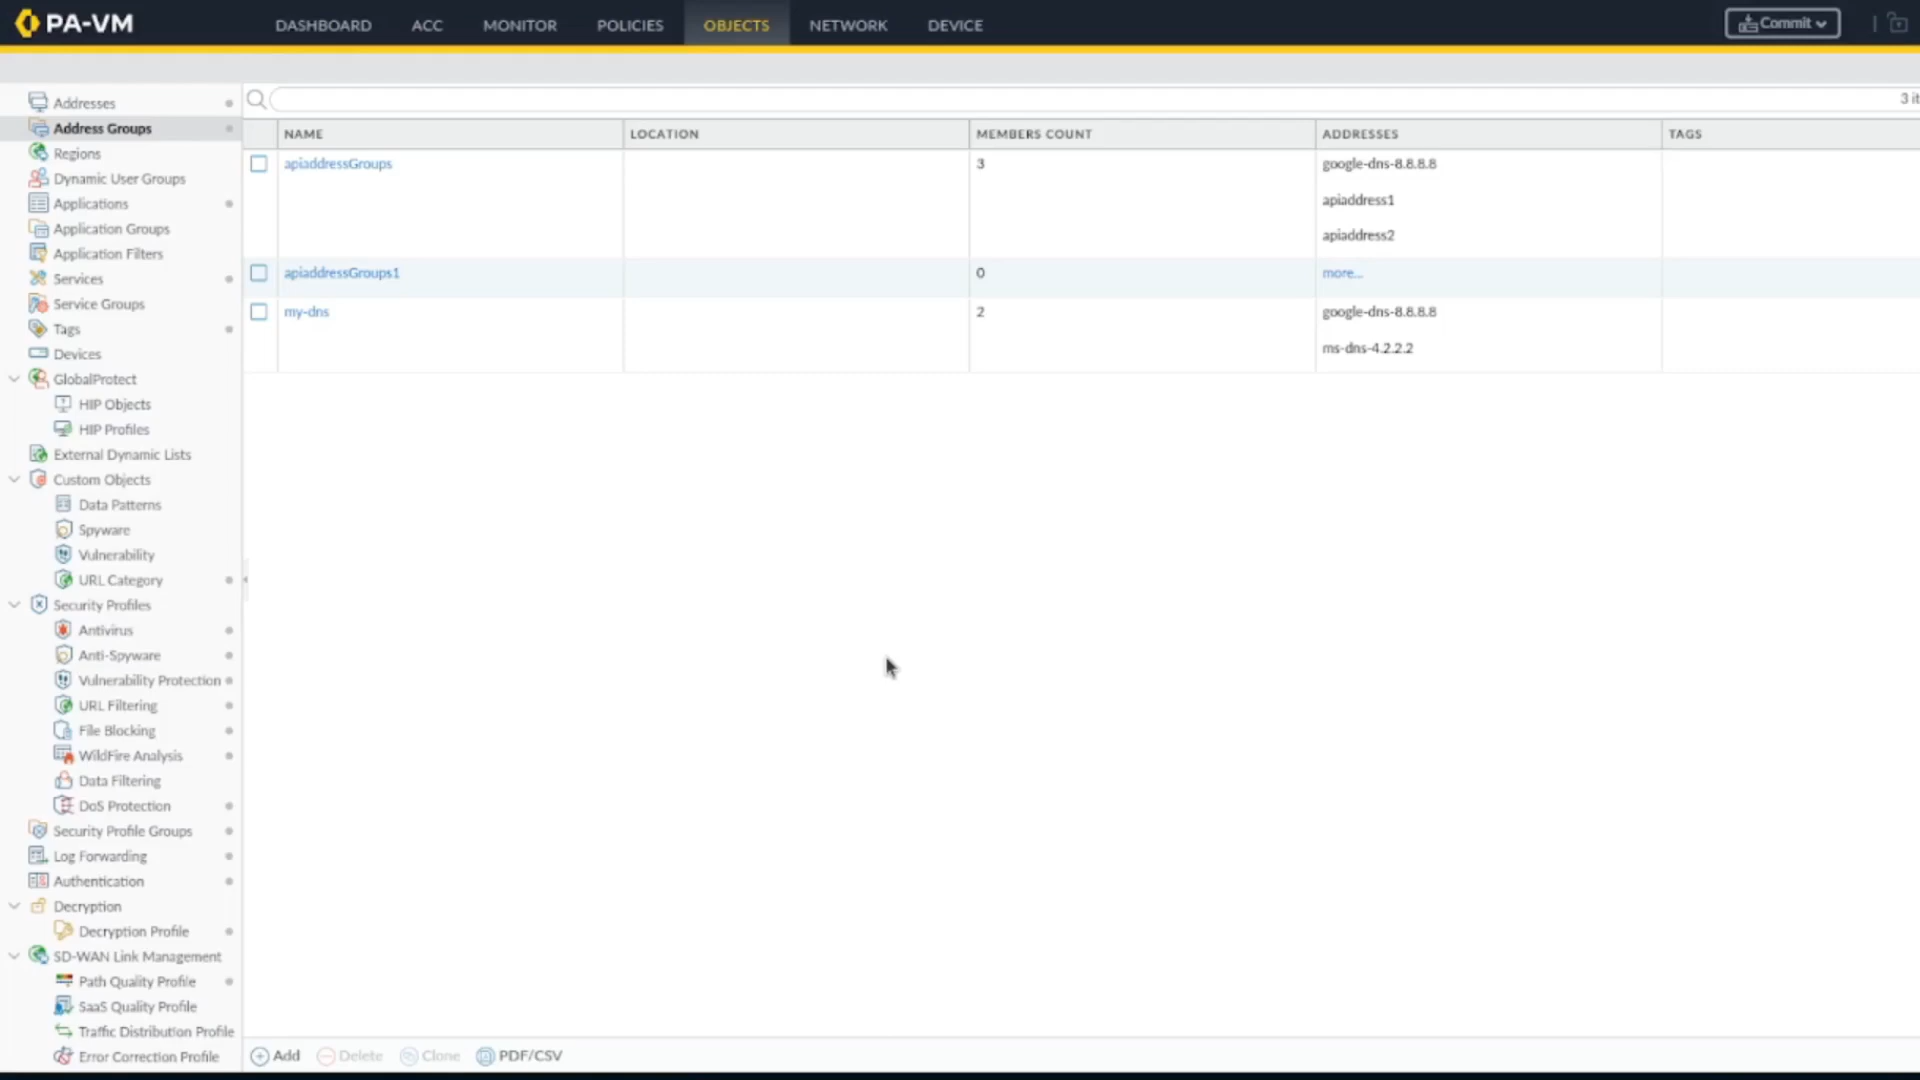 PA-VM
DASHBOARD ACC MONITOR POLICIES OBJECTS NETWORK DEVICE
Commit
Addresses
Address Groups
Regions
Dynamic User Groups
Applications
Application Groups
Application Filters
Services
Service Groups
Tags
Devices
GlobalProtect
HIP Objects
HIP Profiles
External Dynamic Lists
Custom Objects
Data Patterns
Spyware
Vulnerability
URL Category
Security Profiles
Antivirus
Anti-Spyware
Vulnerability Protection
URL Filtering
File Blocking
WildFire Analysis
Data Filtering
DoS Protection
Security Profile Groups
Log Forwarding
Authentication
Decryption
Decryption Profile
SD-WAN Link Management
Path Quality Profile
SaaS Quality Profile
Traffic Distribution Profile
Error Correction Profile
3 it
NAME LOCATION MEMBERS COUNT ADDRESSES TAGS
apiaddressGroups 3 google-dns-8.8.8.8
apiaddress1
apiaddress2
apiaddressGroups1 0 more...
my-dns 2 google-dns-8.8.8.8
ms-dns-4.2.2.2
Add Delete Clone PDF/CSV